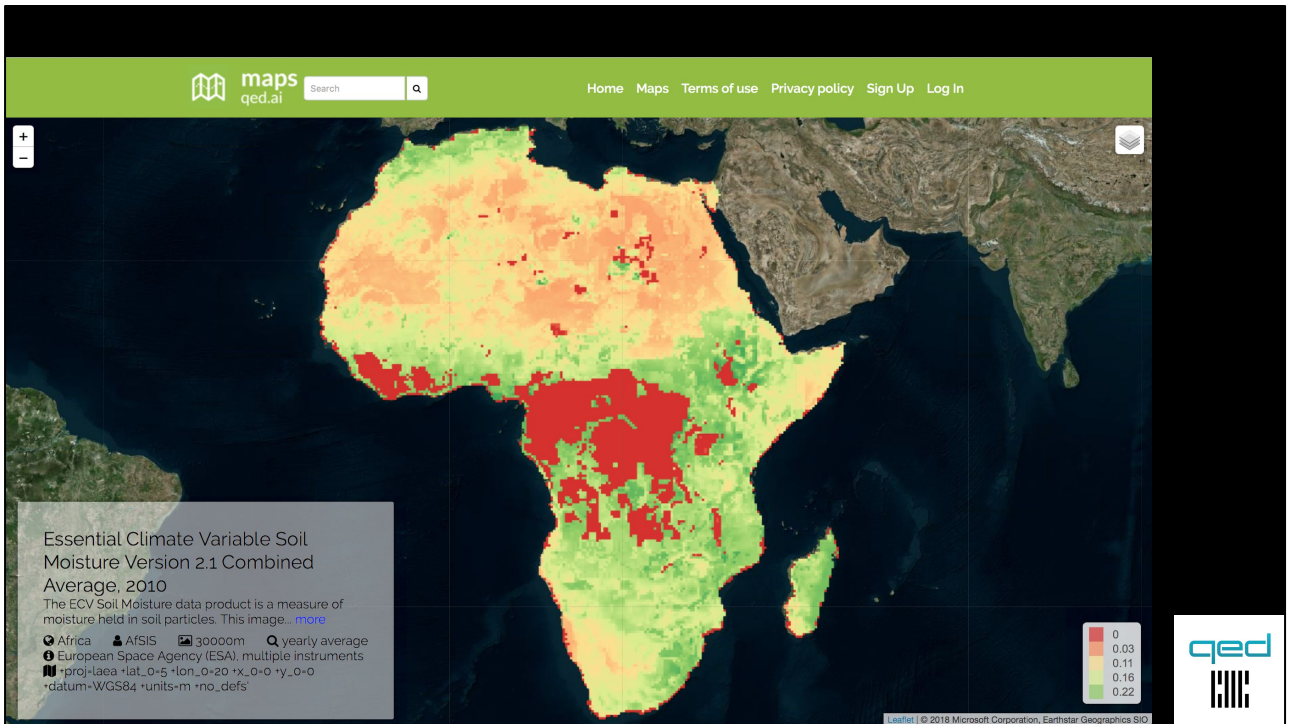 maps
qed.ai
Search
Home Maps Terms of use Privacy policy Sign Up Log In
+
−
Essential Climate Variable Soil
Moisture Version 2.1 Combined
Average, 2010
The ECV Soil Moisture data product is a measure of
moisture held in soil particles. This image... more
Africa AfSIS 30000m yearly average
European Space Agency (ESA), multiple instruments
+proj=laea +lat_0=5 +lon_0=20 +x_0=0 +y_0=0
+datum=WGS84 +units=m +no_defs'
0
0.03
0.11
0.16
0.22
Leaflet | © 2018 Microsoft Corporation, Earthstar Geographics SIO
qed